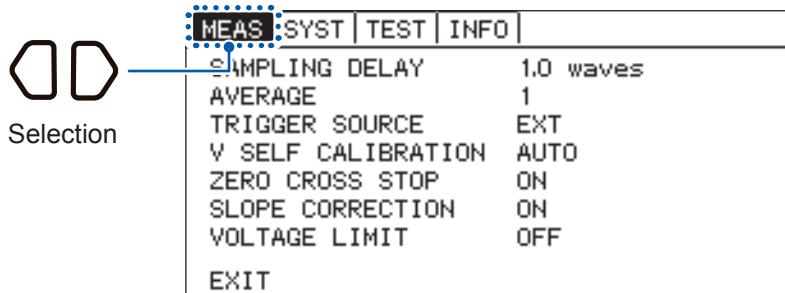 MEAS SYST TEST INFO
SAMPLING DELAY 1.0 waves
AVERAGE 1
TRIGGER SOURCE EXT
V SELF CALIBRATION AUTO
ZERO CROSS STOP ON
SLOPE CORRECTION ON
VOLTAGE LIMIT OFF
EXIT
Selection